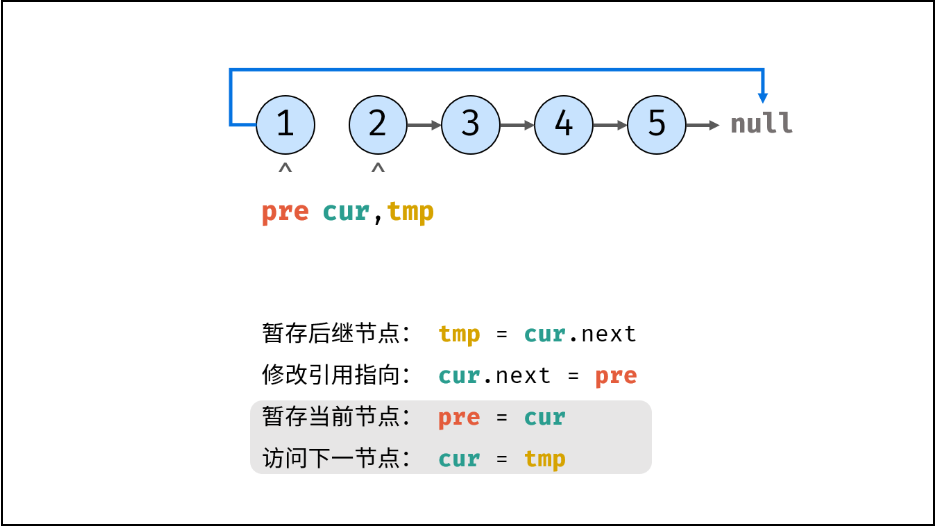 1 2 3 4 5 null
^ ^
pre cur,tmp
暂存后继节点： tmp = cur.next
修改引用指向： cur.next = pre
暂存当前节点： pre = cur
访问下一节点： cur = tmp